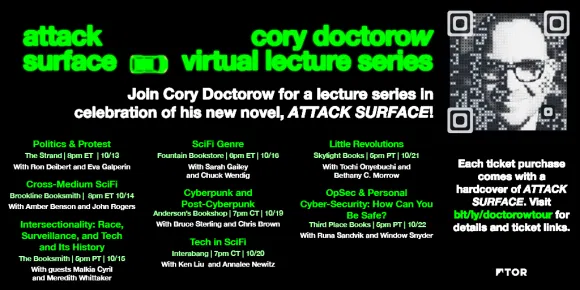 attack
surface
cory doctorow
virtual lecture series
Join Cory Doctorow for a lecture series in
celebration of his new novel, ATTACK SURFACE!
Politics & Protest
The Strand | 8pm ET | 10/13
With Ron Deibert and Eva Galperin
Cross-Medium SciFi
Brookline Booksmith | 8pm ET 10/14
With Amber Benson and John Rogers
Intersectionality: Race,
Surveillance, and Tech
and Its History
The Booksmith | 5pm PT | 10/15
With guests Malkia Cyril
and Meredith Whittaker
SciFi Genre
Fountain Bookstore | 6pm ET | 10/16
With Sarah Gailey
and Chuck Wendig
Cyberpunk and
Post-Cyberpunk
Anderson's Bookshop | 7pm CT | 10/19
With Bruce Sterling and Chris Brown
Tech in SciFi
Interabang | 7pm CT | 10/20
With Ken Liu and Annalee Newitz
Little Revolutions
Skylight Books | 5pm PT | 10/21
With Tochi Onyebuchi and
Bethany C. Morrow
OpSec & Personal
Cyber-Security: How Can You
Be Safe?
Third Place Books | 5pm PT | 10/22
With Runa Sandvik and Window Snyder
Each ticket purchase
comes with a
hardcover of ATTACK
SURFACE. Visit
bit/ly/doctorowtour for
details and ticket links.
TOR